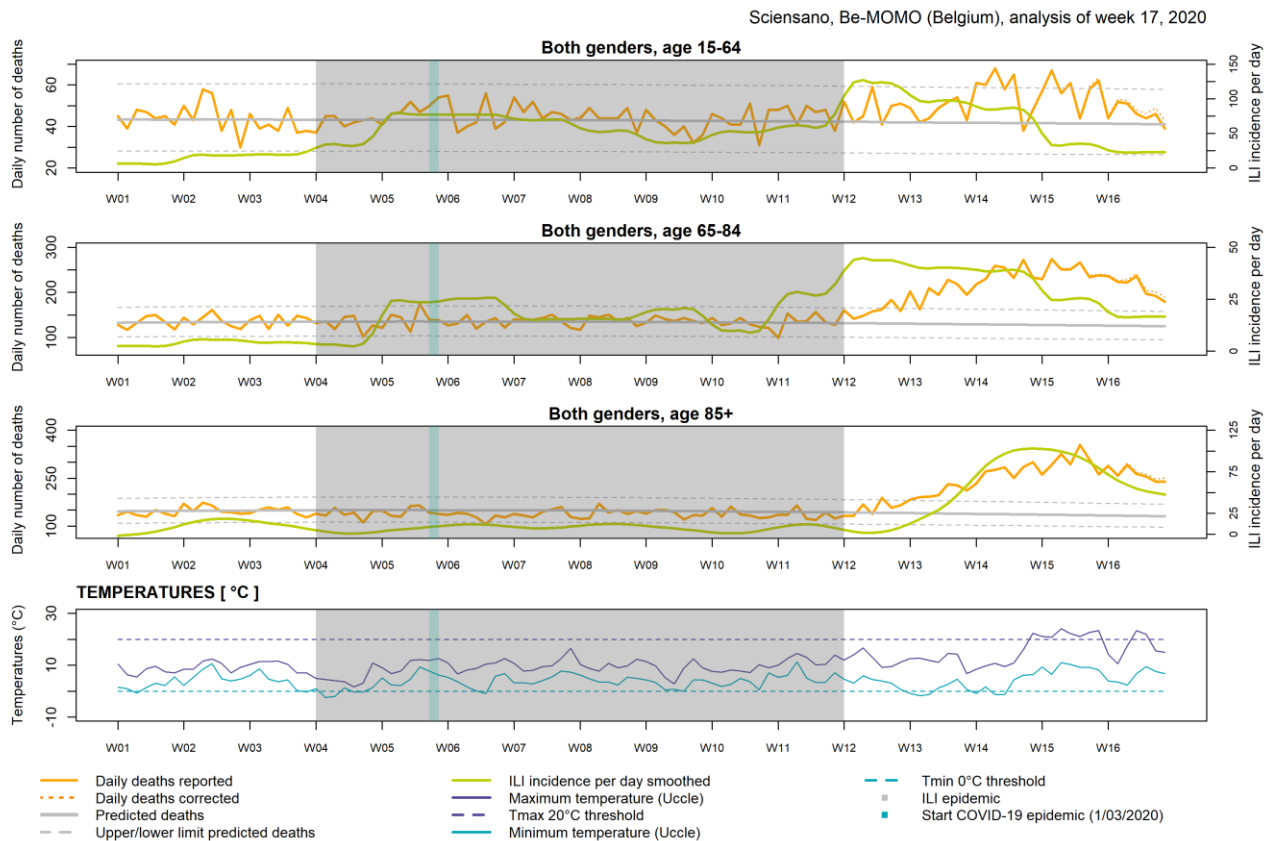 Sciensano, Be-MOMO (Belgium), analysis of week 17, 2020
Both genders, age 15-64
Daily number of deaths
20 40 60
ILI incidence per day
0 50 100 150
W01 W02 W03 W04 W05 W06 W07 W08 W09 W10 W11 W12 W13 W14 W15 W16
Both genders, age 65-84
Daily number of deaths
100 200 300
ILI incidence per day
0 25 50
W01 W02 W03 W04 W05 W06 W07 W08 W09 W10 W11 W12 W13 W14 W15 W16
Both genders, age 85+
Daily number of deaths
100 250 400
ILI incidence per day
0 25 50 75 125
W01 W02 W03 W04 W05 W06 W07 W08 W09 W10 W11 W12 W13 W14 W15 W16
TEMPERATURES [ °C ]
Temperatures (°C)
-10 10 30
W01 W02 W03 W04 W05 W06 W07 W08 W09 W10 W11 W12 W13 W14 W15 W16
Daily deaths reported
Daily deaths corrected
Predicted deaths
Upper/lower limit predicted deaths
ILI incidence per day smoothed
Maximum temperature (Uccle)
Tmax 20°C threshold
Minimum temperature (Uccle)
Tmin 0°C threshold
ILI epidemic
Start COVID-19 epidemic (1/03/2020)